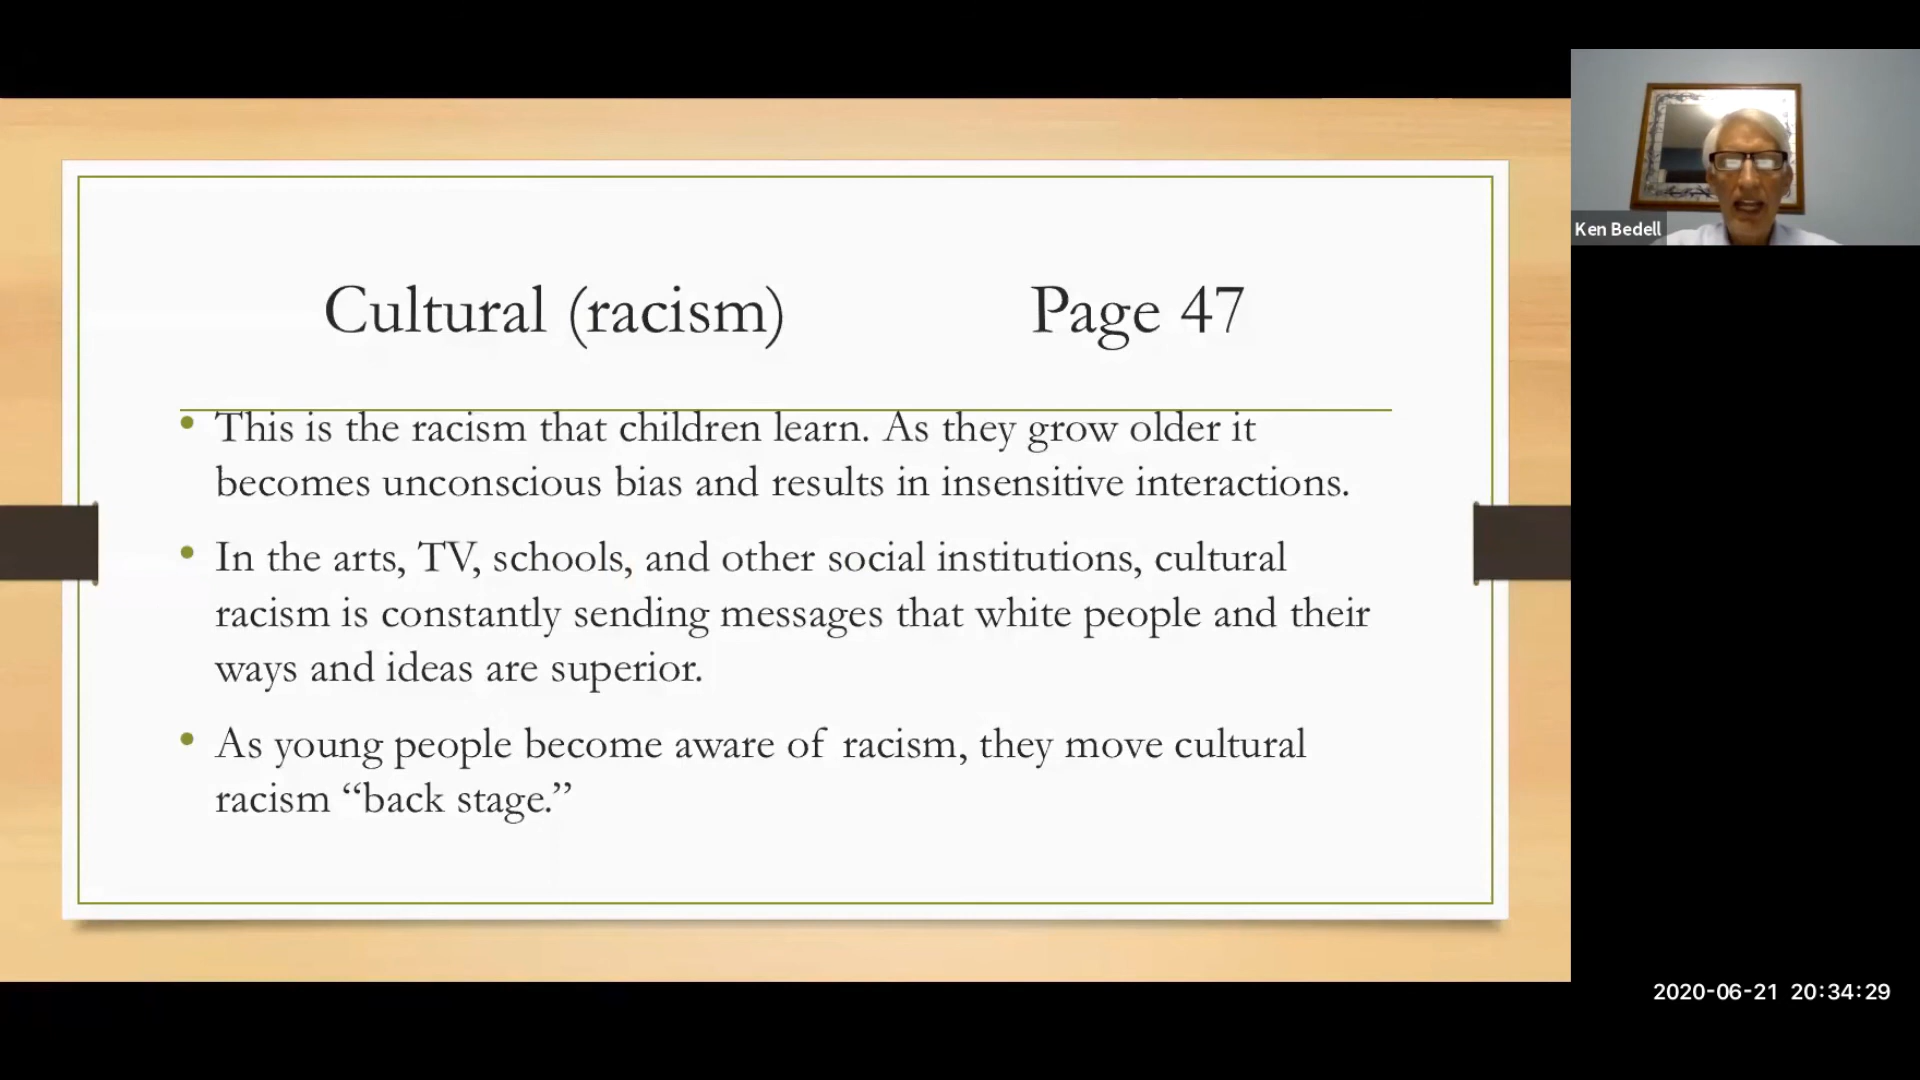 Cultural (racism) Page 47
• This is the racism that children learn. As they grow older it
becomes unconscious bias and results in insensitive interactions.
• In the arts, TV, schools, and other social institutions, cultural
racism is constantly sending messages that white people and their
ways and ideas are superior.
• As young people become aware of racism, they move cultural
racism “back stage.”
Ken Bedell
2020-06-21 20:34:29